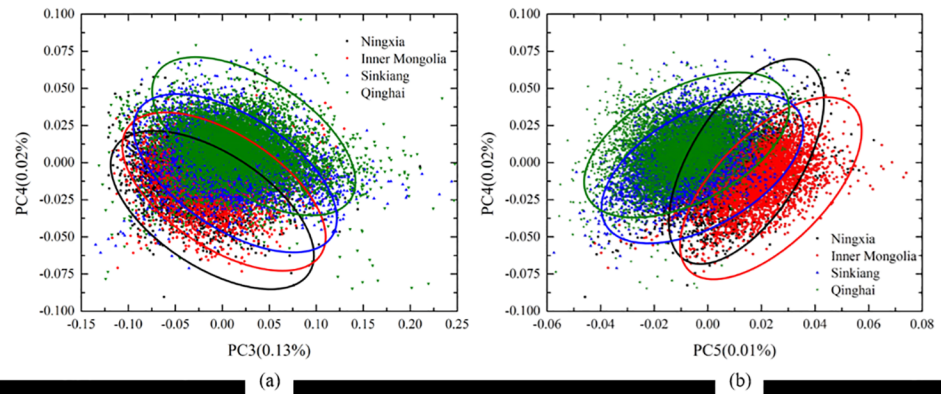 0.100
0.075
0.050
0.025
0.000
-0.025
-0.050
-0.075
-0.100
PC4(0.02%)
-0.15
-0.10
-0.05
0.00
0.05
0.10
0.15
0.20
0.25
PC3(0.13%)
Ningxia
Inner Mongolia
Sinkiang
Qinghai
(a)
0.100
0.075
0.050
0.025
0.000
-0.025
-0.050
-0.075
-0.100
PC4(0.02%)
-0.06
-0.04
-0.02
0.00
0.02
0.04
0.06
0.08
PC5(0.01%)
Ningxia
Inner Mongolia
Sinkiang
Qinghai
(b)